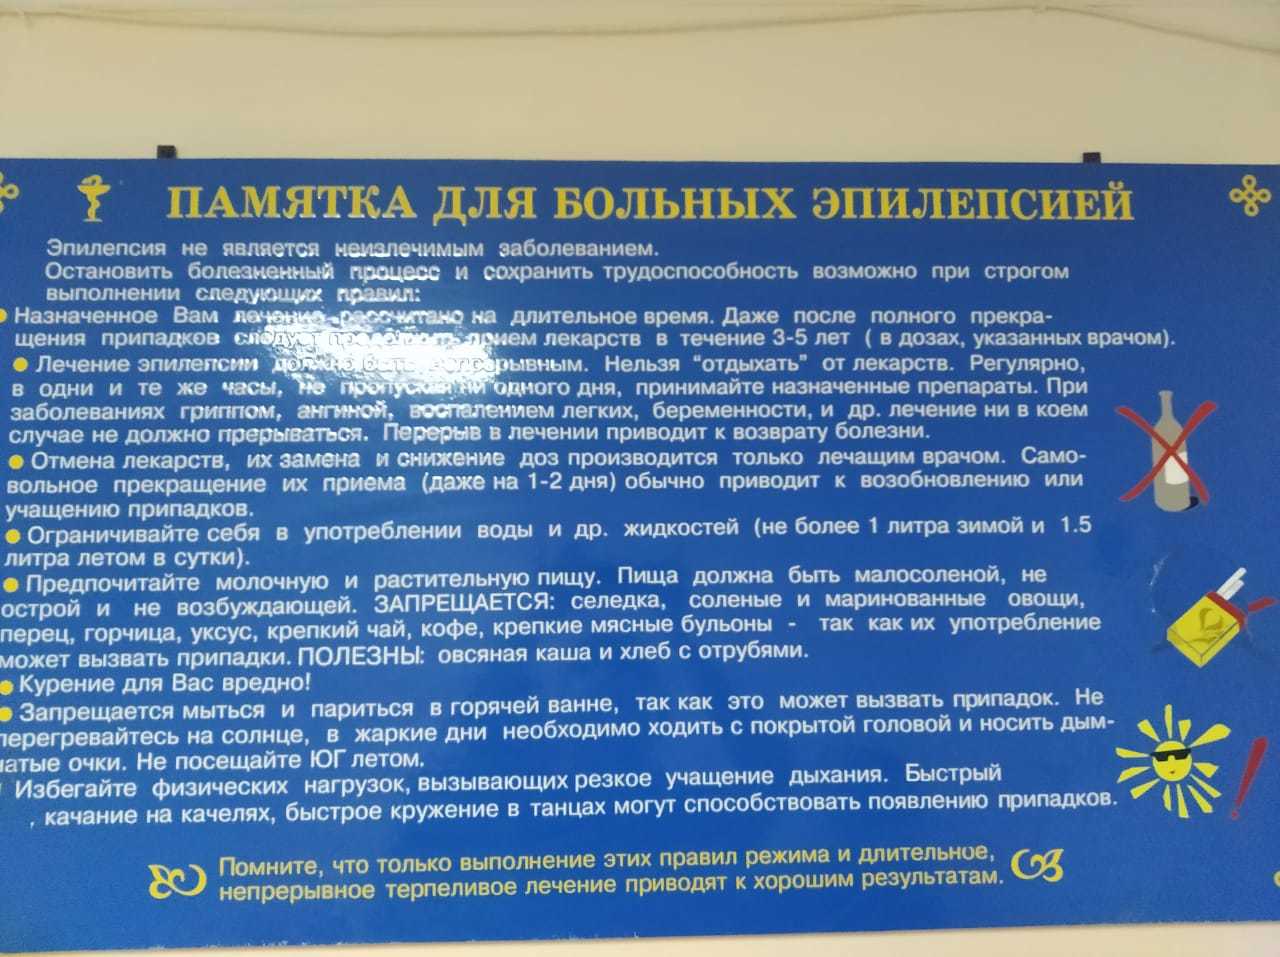 ПАМЯТКА ДЛЯ БОЛЬНЫХ ЭПИЛЕПСИЕЙ
Эпилепсия не является неизлечимым заболеванием.
Остановить болезненный процесс и сохранить трудоспособность возможно при строгом
выполнении следующих правил:
Назначенное Вам лечение рассчитано на длительное время. Даже после полного прекра-
щения припадков следует продолжать прием лекарств в течение 3-5 лет ( в дозах, указанных врачом).
Лечение эпилепсии должно быть непрерывным. Нельзя “отдыхать” от лекарств. Регулярно,
в одни и те же часы, не пропуская ни одного дня, принимайте назначенные препараты. При
заболеваниях гриппом, ангиной, воспалением легких, беременности, и др. лечение ни в коем
случае не должно прерываться. Перерыв в лечении приводит к возврату болезни.
Отмена лекарств, их замена и снижение доз производится только лечащим врачом. Само-
вольное прекращение их приема (даже на 1-2 дня) обычно приводит к возобновлению или
учащению припадков.
Ограничивайте себя в употреблении воды и др. жидкостей (не более 1 литра зимой и 1.5
литра летом в сутки).
Предпочитайте молочную и растительную пищу. Пища должна быть малосоленой, не
острой и не возбуждающей. ЗАПРЕЩАЕТСЯ: селедка, соленые и маринованные овощи,
перец, горчица, уксус, крепкий чай, кофе, крепкие мясные бульоны - так как их употребление
может вызвать припадки. ПОЛЕЗНЫ: овсяная каша и хлеб с отрубями.
Курение для Вас вредно!
Запрещается мыться и париться в горячей ванне, так как это может вызвать припадок. Не
перегревайтесь на солнце, в жаркие дни необходимо ходить с покрытой головой и носить дым-
чатые очки. Не посещайте ЮГ летом.
Избегайте физических нагрузок, вызывающих резкое учащение дыхания. Быстрый
, качание на качелях, быстрое кружение в танцах могут способствовать появлению припадков.
Помните, что только выполнение этих правил режима и длительное,
непрерывное терпеливое лечение приводят к хорошим результатам.